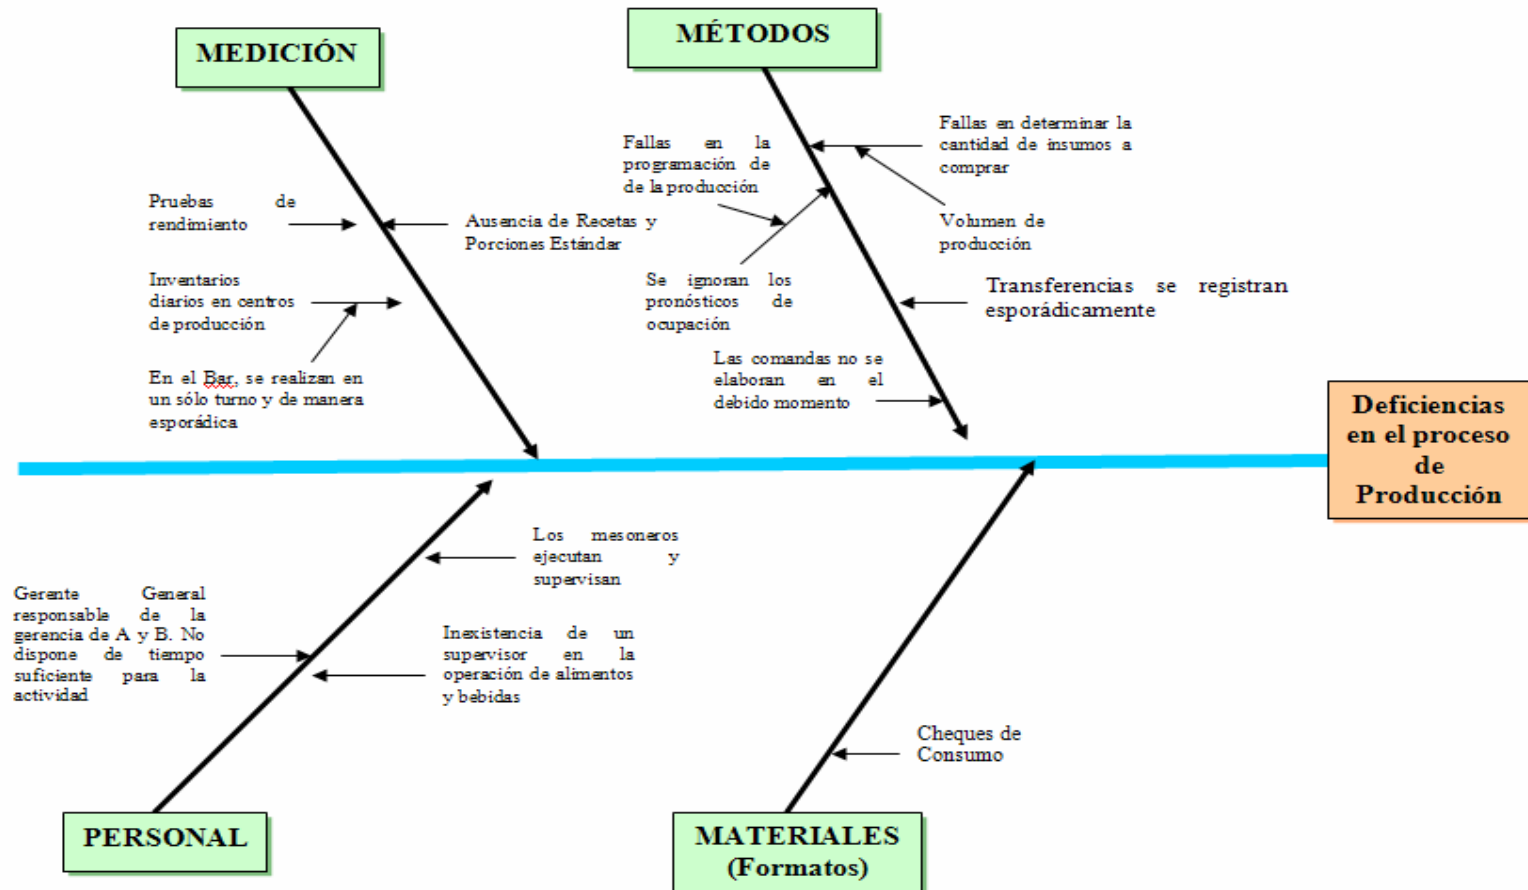 MEDICIÓN
MÉTODOS
Pruebas de
rendimiento
Ausencia de Recetas y
Porciones Estándar
Inventarios
diarios en centros
de producción
En el Bar, se realizan en
un sólo turno y de manera
esporádica
Fallas en la
programación de
de la producción
Fallas en determinar la
cantidad de insumos a
comprar
Volumen de
producción
Se ignoran los
pronósticos de
ocupación
Transferencias se registran
esporádicamente
Las comandas no se
elaboran en el
debido momento
Deficiencias
en el proceso
de
Producción
Los mesoneros
ejecutan y
supervisan
Gerente General
responsable de la
gerencia de A y B. No
dispone de tiempo
suficiente para la
actividad
Inexistencia de un
supervisor en la
operación de alimentos
y bebidas
Cheques de
Consumo
PERSONAL
MATERIALES
(Formatos)